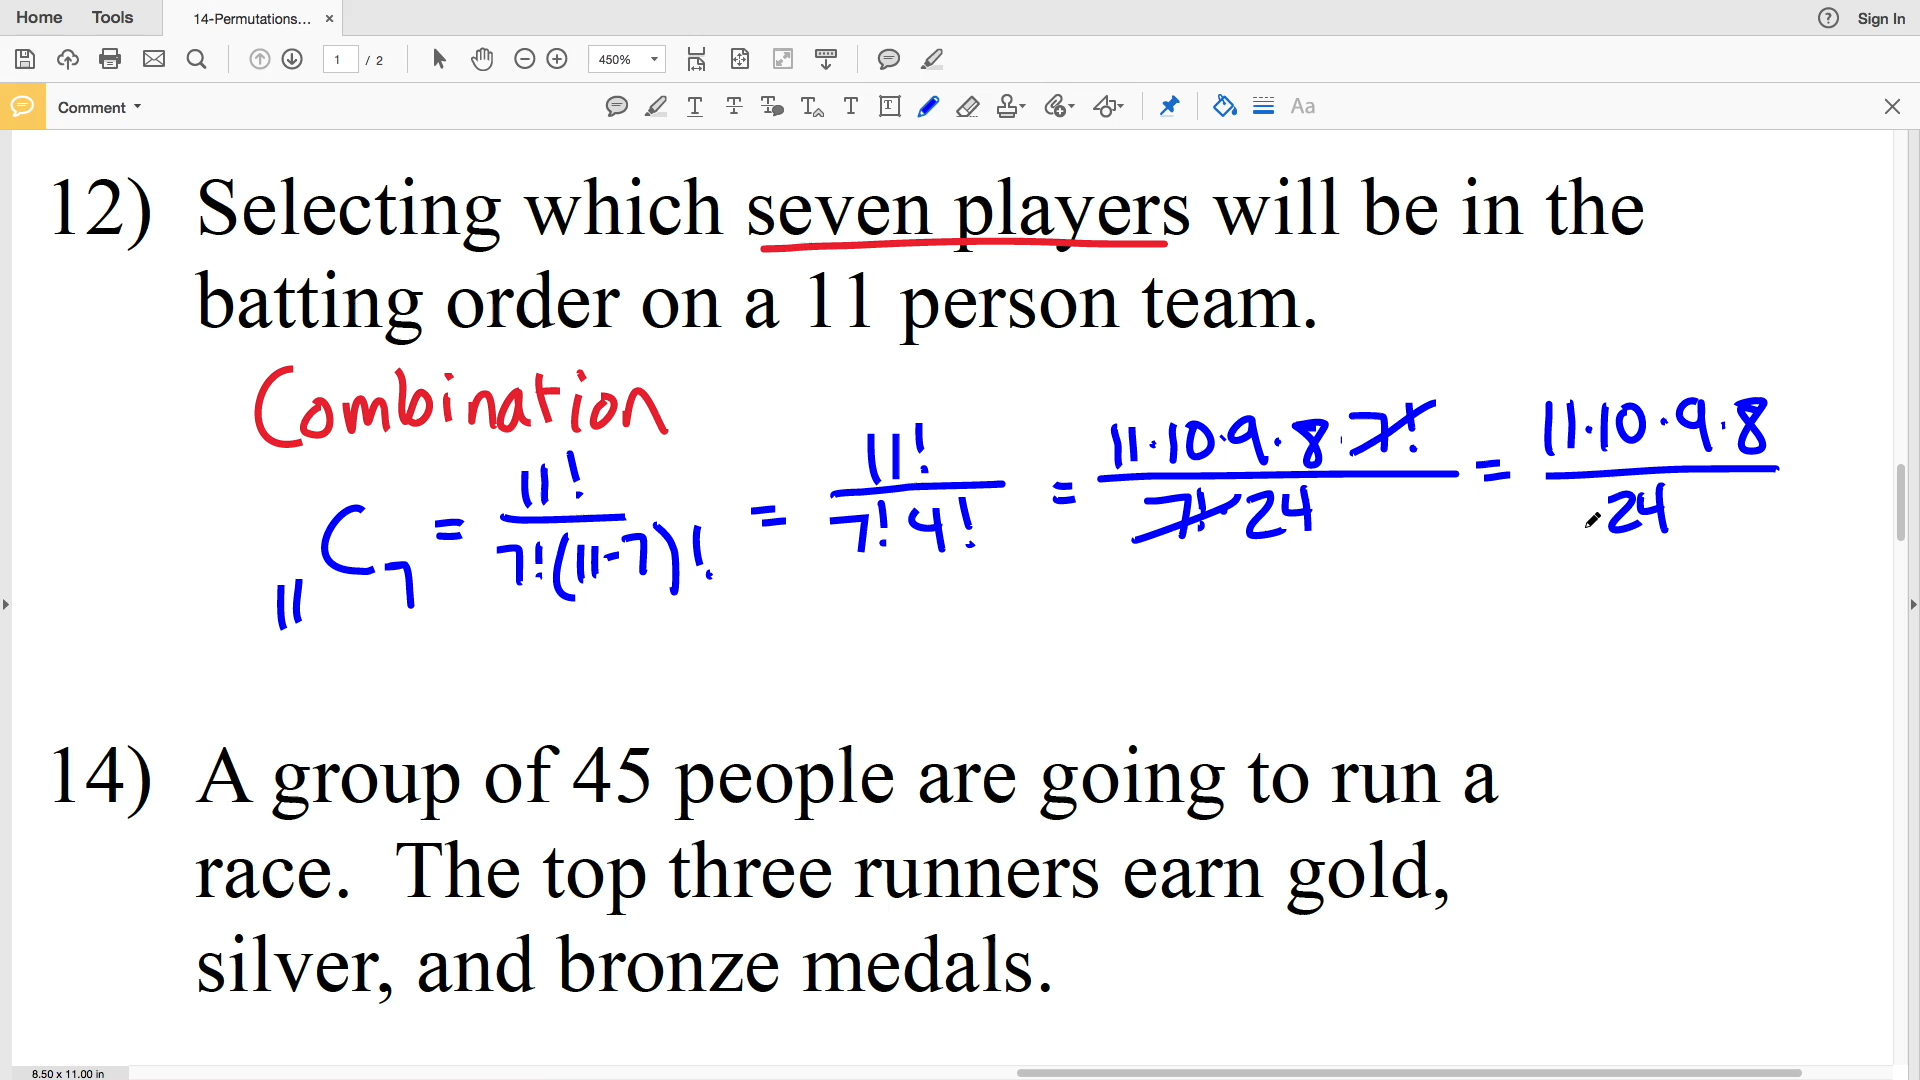 Home Tools 14-Permutations... × ? Sign In
1 / 2 450%
Comment T T T T T T Aa
12) Selecting which seven players will be in the
batting order on a 11 person team.
Combination
11C7 = 11!/7!(11-7)! = 11!/7!4! = 11·10·9·8·7!/7!·24 = 11·10·9·8/24
14) A group of 45 people are going to run a
race. The top three runners earn gold,
silver, and bronze medals.
8.50 x 11.00 in